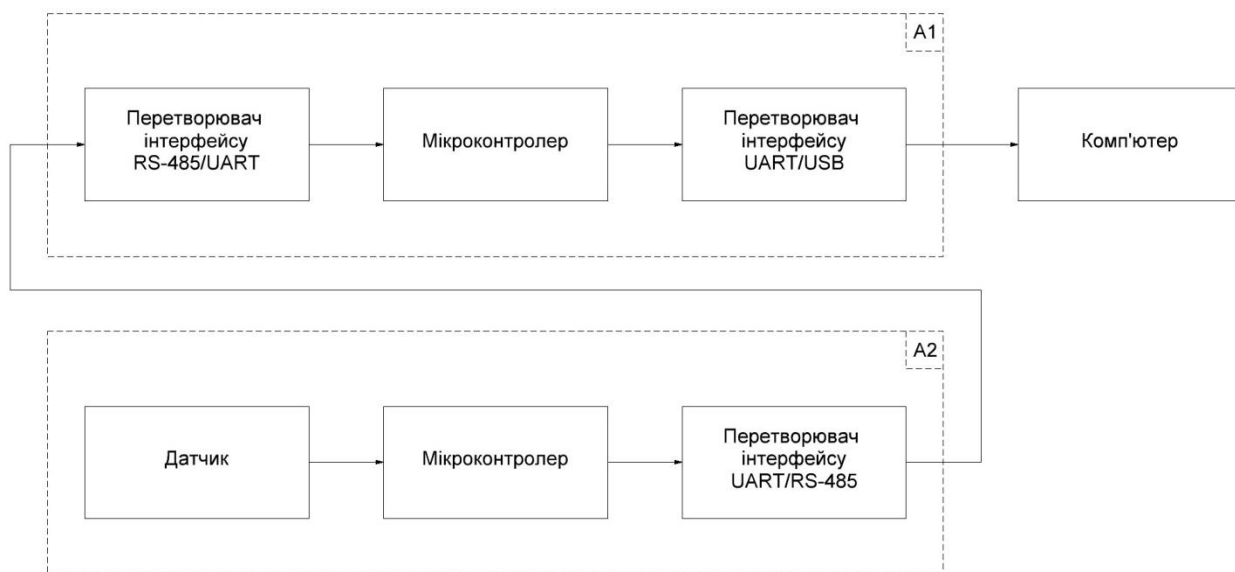 A1
Перетворювач
інтерфейсу
RS-485/UART
Мікроконтролер
Перетворювач
інтерфейсу
UART/USB
Комп'ютер
A2
Датчик
Мікроконтролер
Перетворювач
інтерфейсу
UART/RS-485